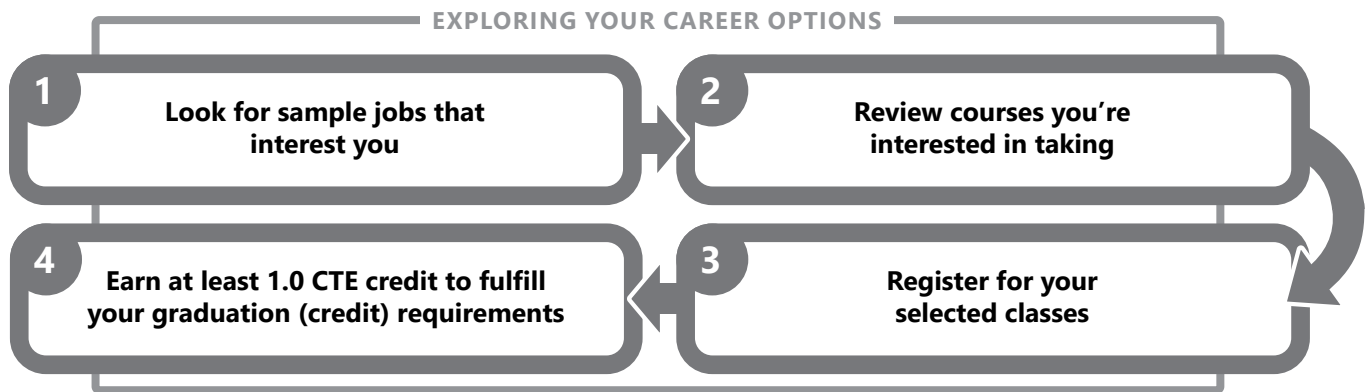 EXPLORING YOUR CAREER OPTIONS
1
Look for sample jobs that
interest you
2
Review courses you’re
interested in taking
3
Register for your
selected classes
4
Earn at least 1.0 CTE credit to fulfill
your graduation (credit) requirements